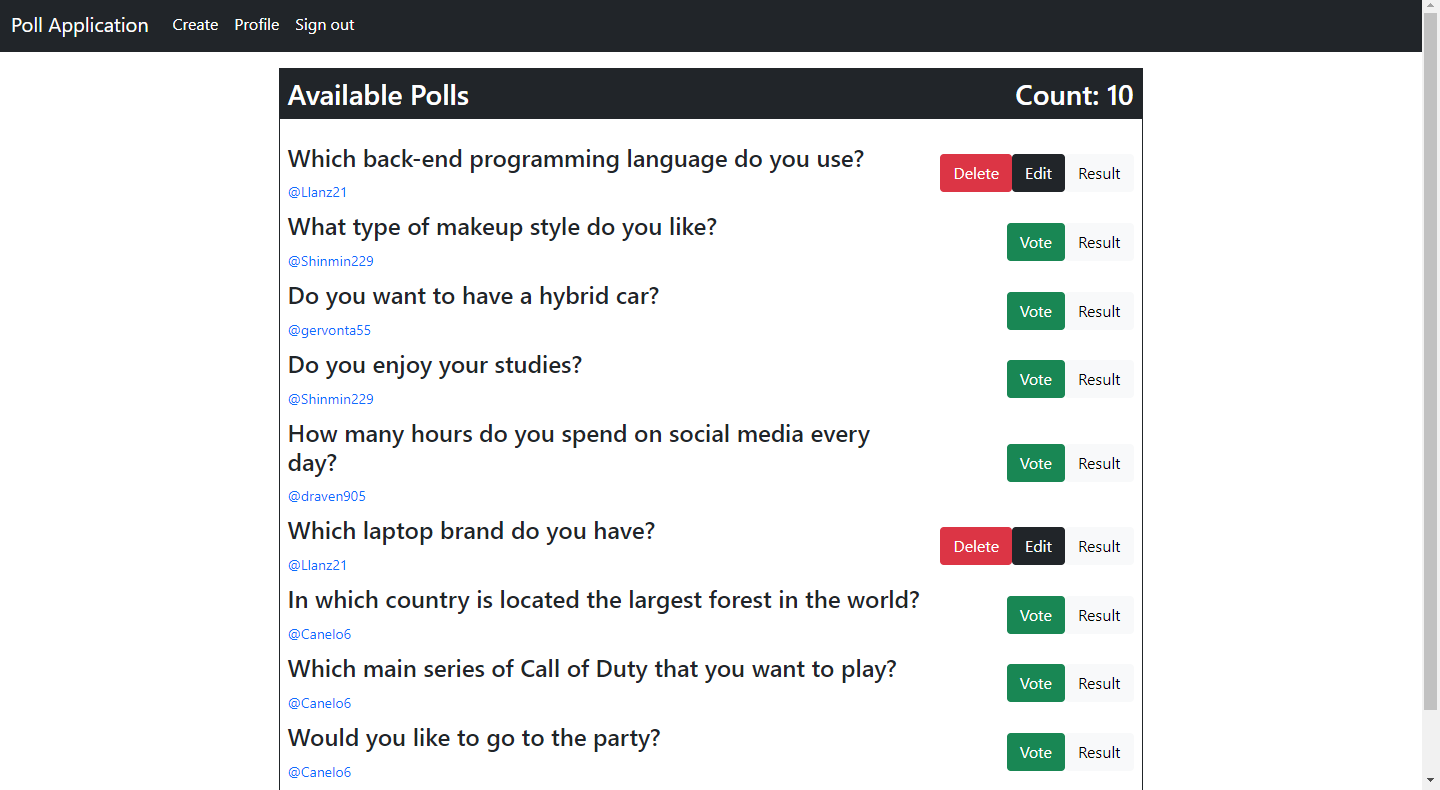 Poll Application Create Profile Sign out
Available Polls Count: 10
Which back-end programming language do you use?
@Llanz21
Delete Edit Result
What type of makeup style do you like?
@Shinmin229
Vote Result
Do you want to have a hybrid car?
@gervonta55
Vote Result
Do you enjoy your studies?
@Shinmin229
Vote Result
How many hours do you spend on social media every
day?
@draven905
Vote Result
Which laptop brand do you have?
@Llanz21
Delete Edit Result
In which country is located the largest forest in the world?
@Canelo6
Vote Result
Which main series of Call of Duty that you want to play?
@Canelo6
Vote Result
Would you like to go to the party?
@Canelo6
Vote Result